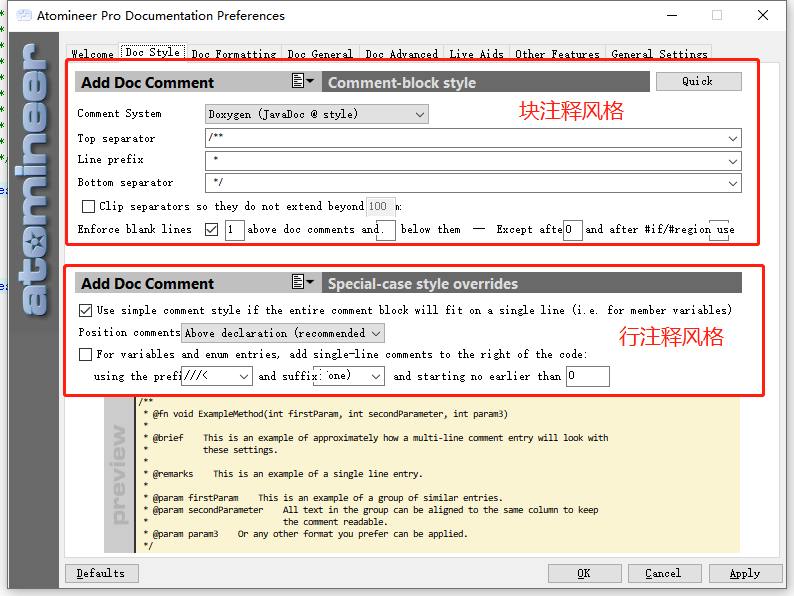 Atomineer Pro Documentation Preferences
Welcome Doc Style Doc Formatting Doc General Doc Advanced Live Aids Other Features General Settings
Add Doc Comment Comment-block style Quick
Comment System Doxygen (JavaDoc @ style) 块注释风格
Top separator /**
Line prefix *
Bottom separator */
Clip separators so they do not extend beyond 100 m:
Enforce blank lines 1 above doc comments and . below them — Except afte 0 and after #if/#region use
Add Doc Comment Special-case style overrides
Use simple comment style if the entire comment block will fit on a single line (i.e. for member variables)
Position comments Above declaration (recommended 行注释风格
For variables and enum entries, add single-line comments to the right of the code:
using the prefi ///< and suffix: one) and starting no earlier than 0
atomineer
preview
/**
* @fn void ExampleMethod(int firstParam, int secondParameter, int param3)
*
* @brief This is an example of approximately how a multi-line comment entry will look with
* these settings.
*
* @remarks This is an example of a single line entry.
*
* @param firstParam This is an example of a group of similar entries.
* @param secondParameter All text in the group can be aligned to the same column to keep
* the comment readable.
* @param param3 Or any other format you prefer can be applied.
*/
Defaults OK Cancel Apply